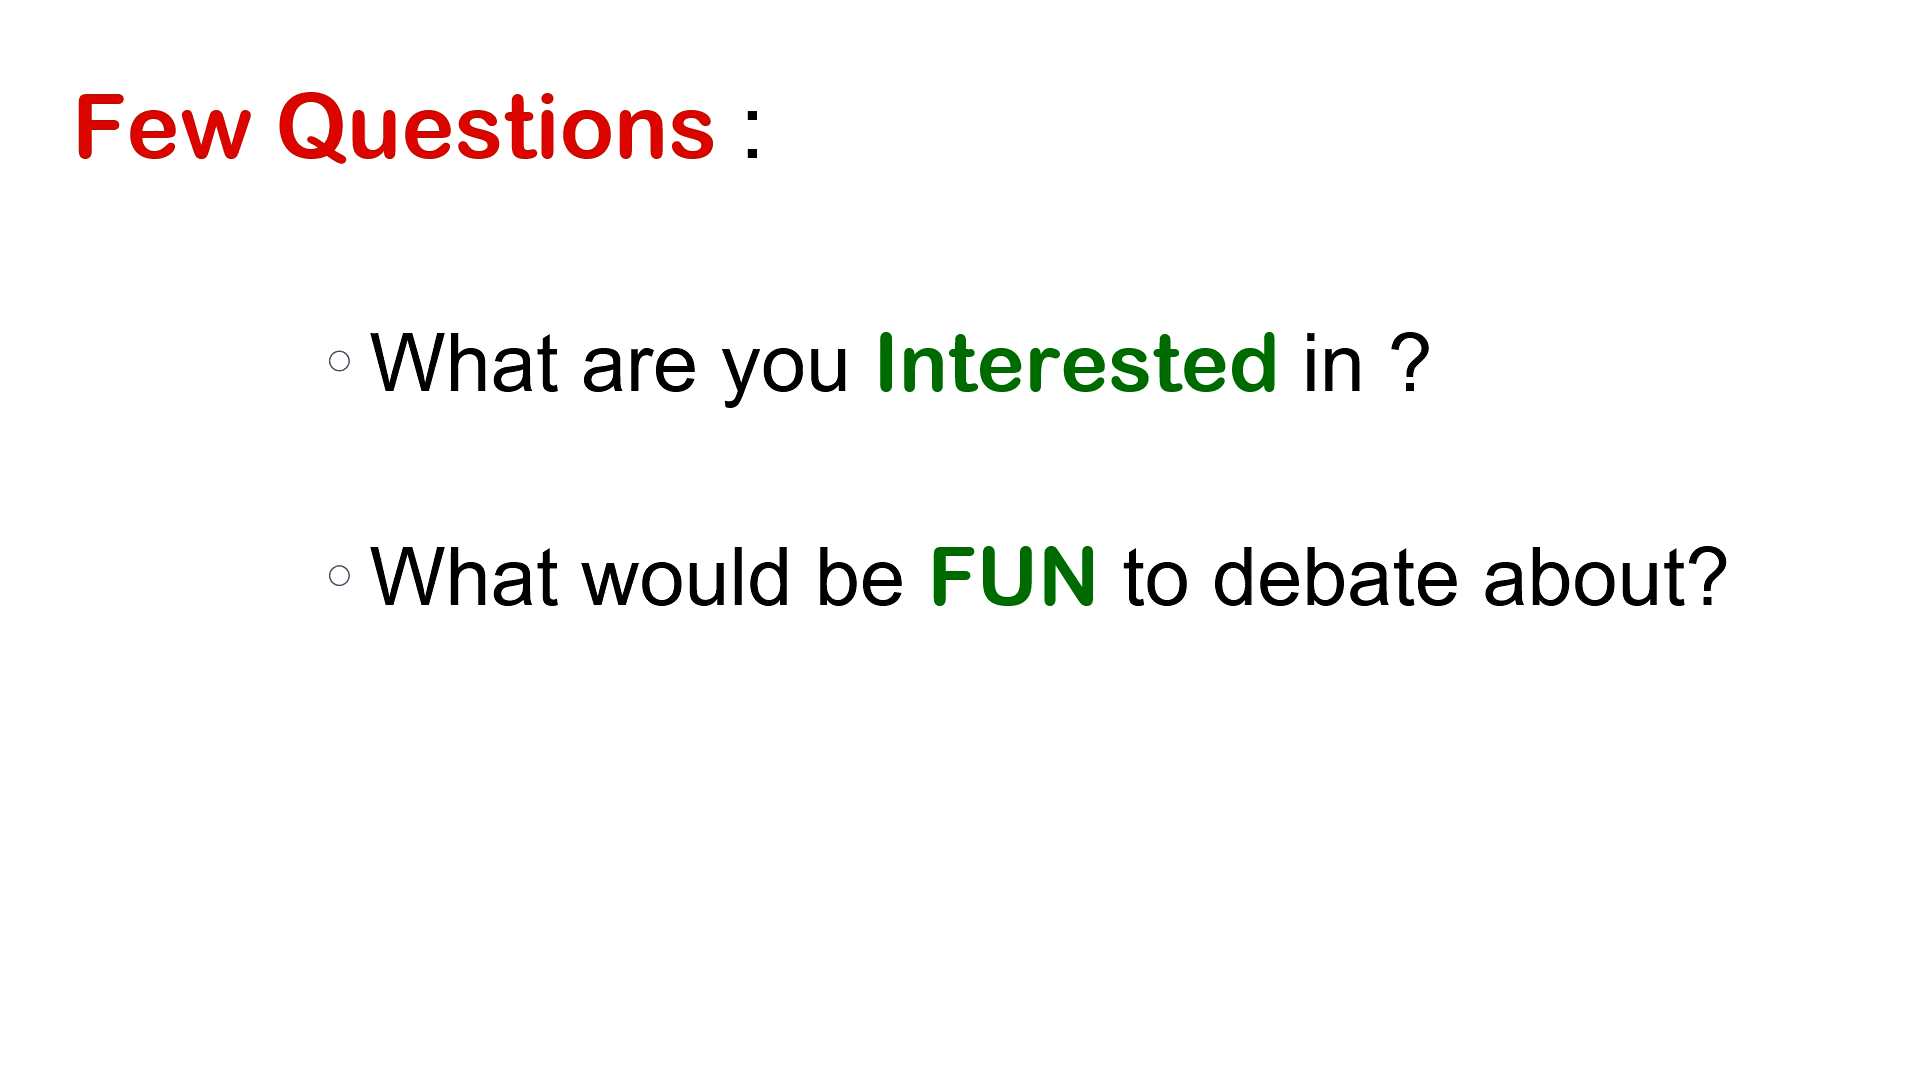 Few Questions :
○ What are you Interested in ?
○ What would be FUN to debate about?